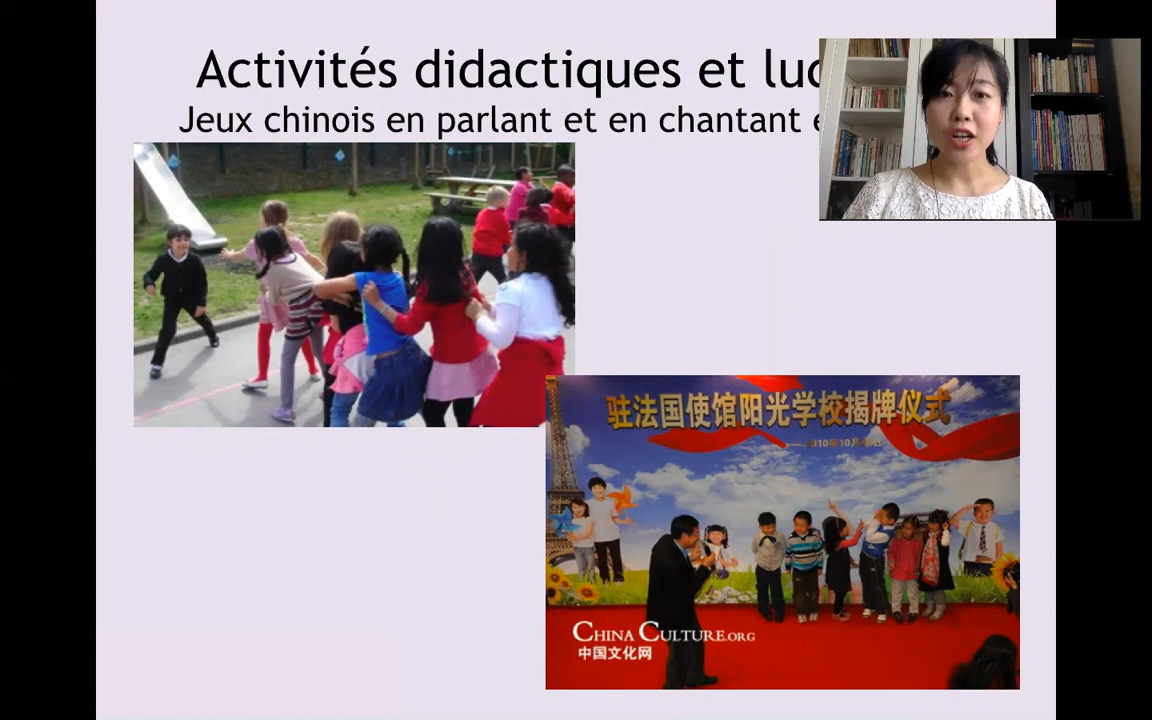 Activités didactiques et
Jeux chinois en parlant et en chantant
驻法国使馆阳光学校揭牌仪式
CHINA CULTURE.ORG
中国文化网